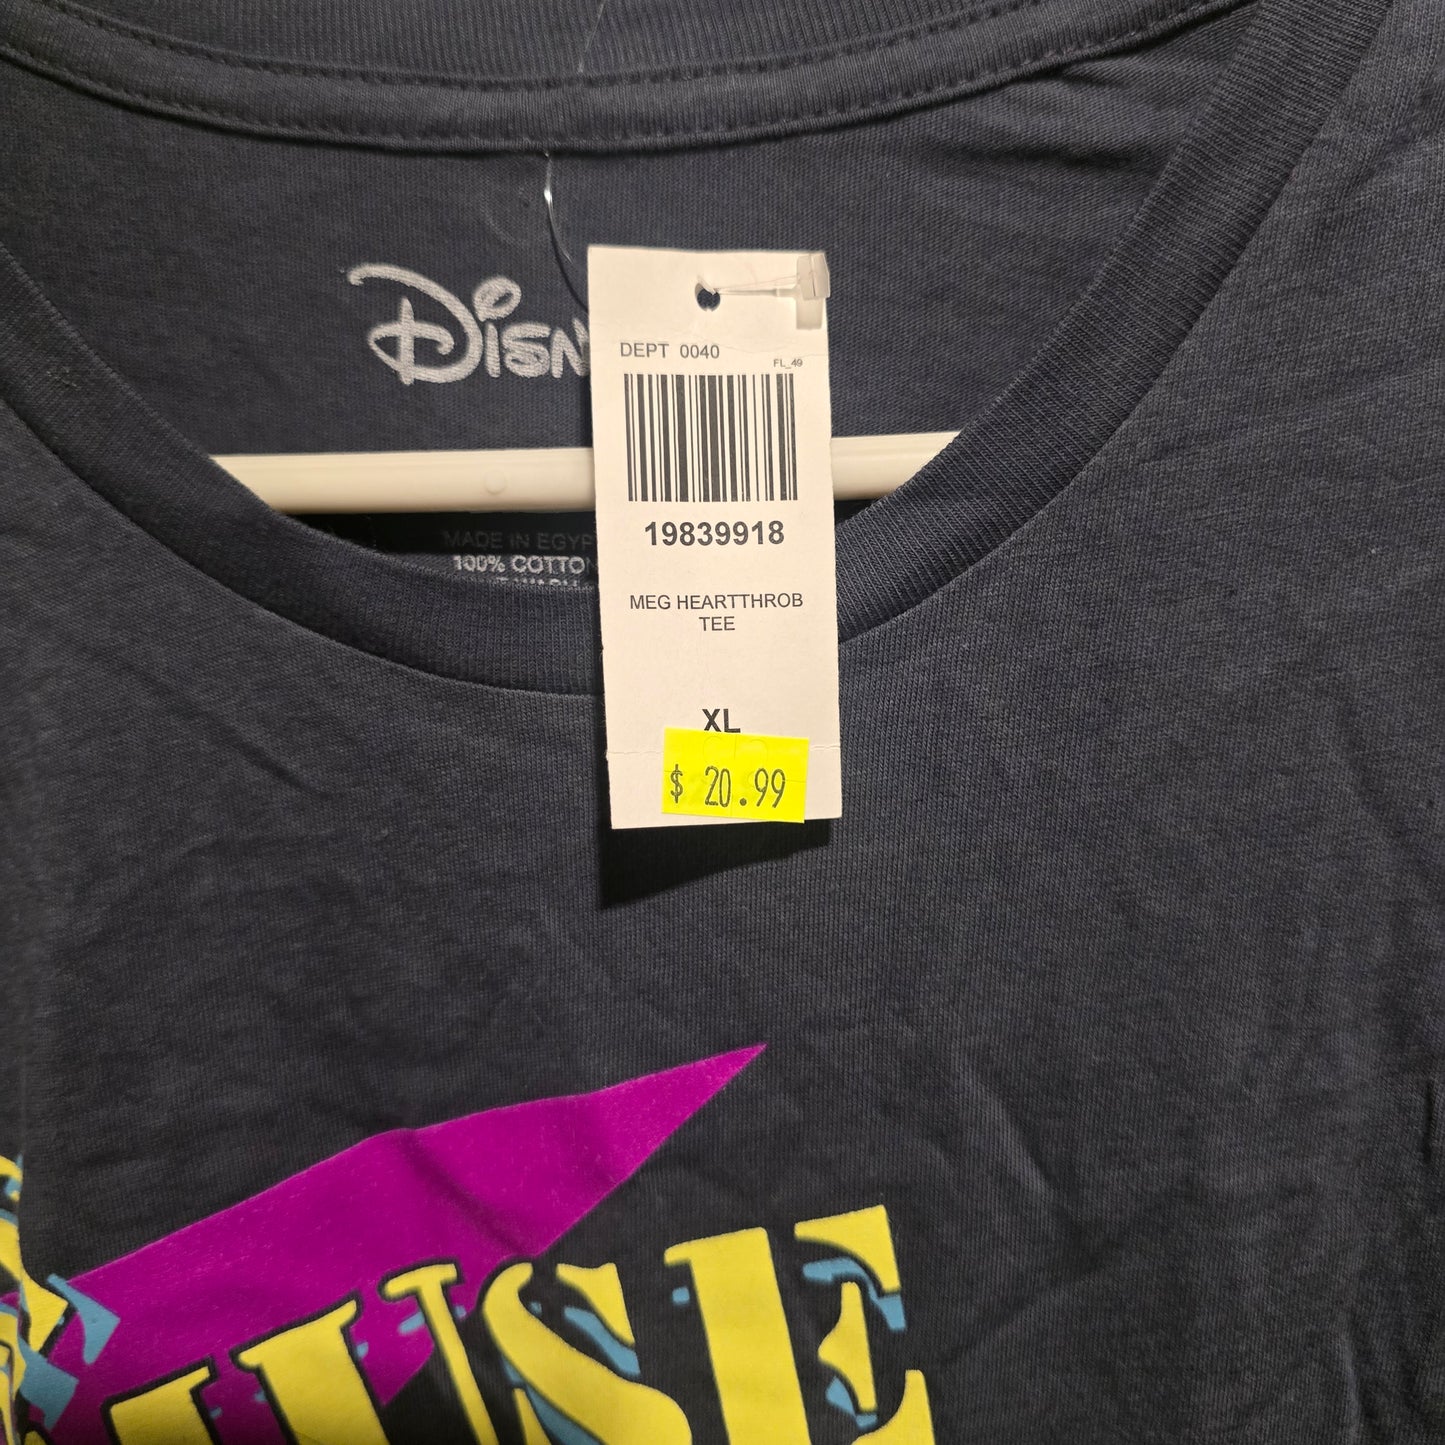 DISN
DEPT 0040
FL_49
19839918
MADE IN EGYP
100% COTTO
MEG HEARTTHROB
TEE
XL
$ 20.99
USE